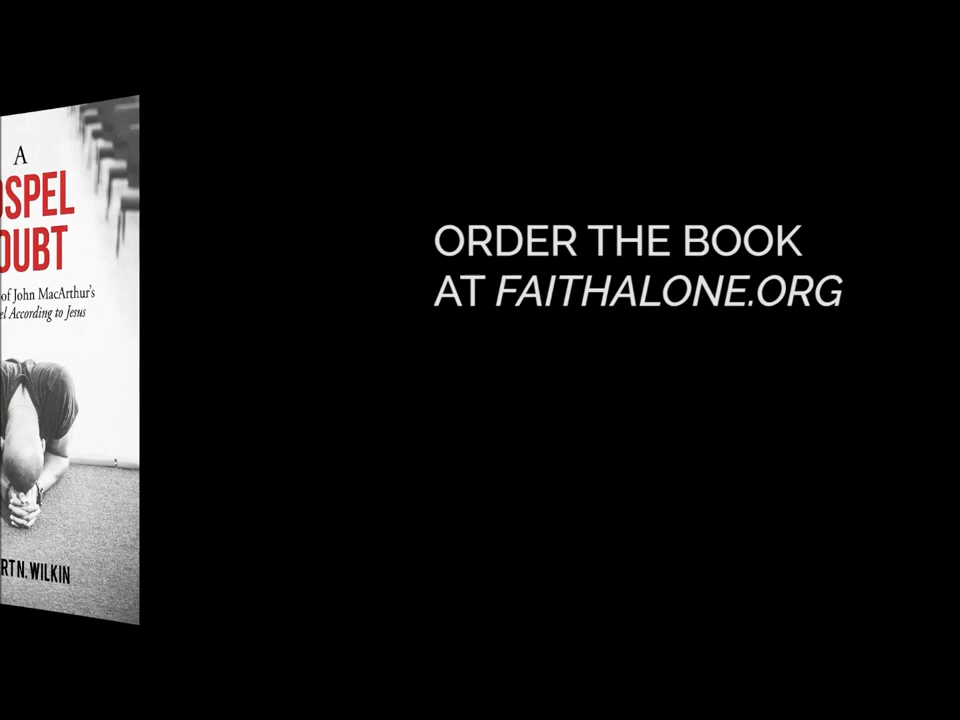 A
OSPEL
OUBT
of John MacArthur's
el According to Jesus
RT N. WILKIN
ORDER THE BOOK
AT FAITHALONE.ORG